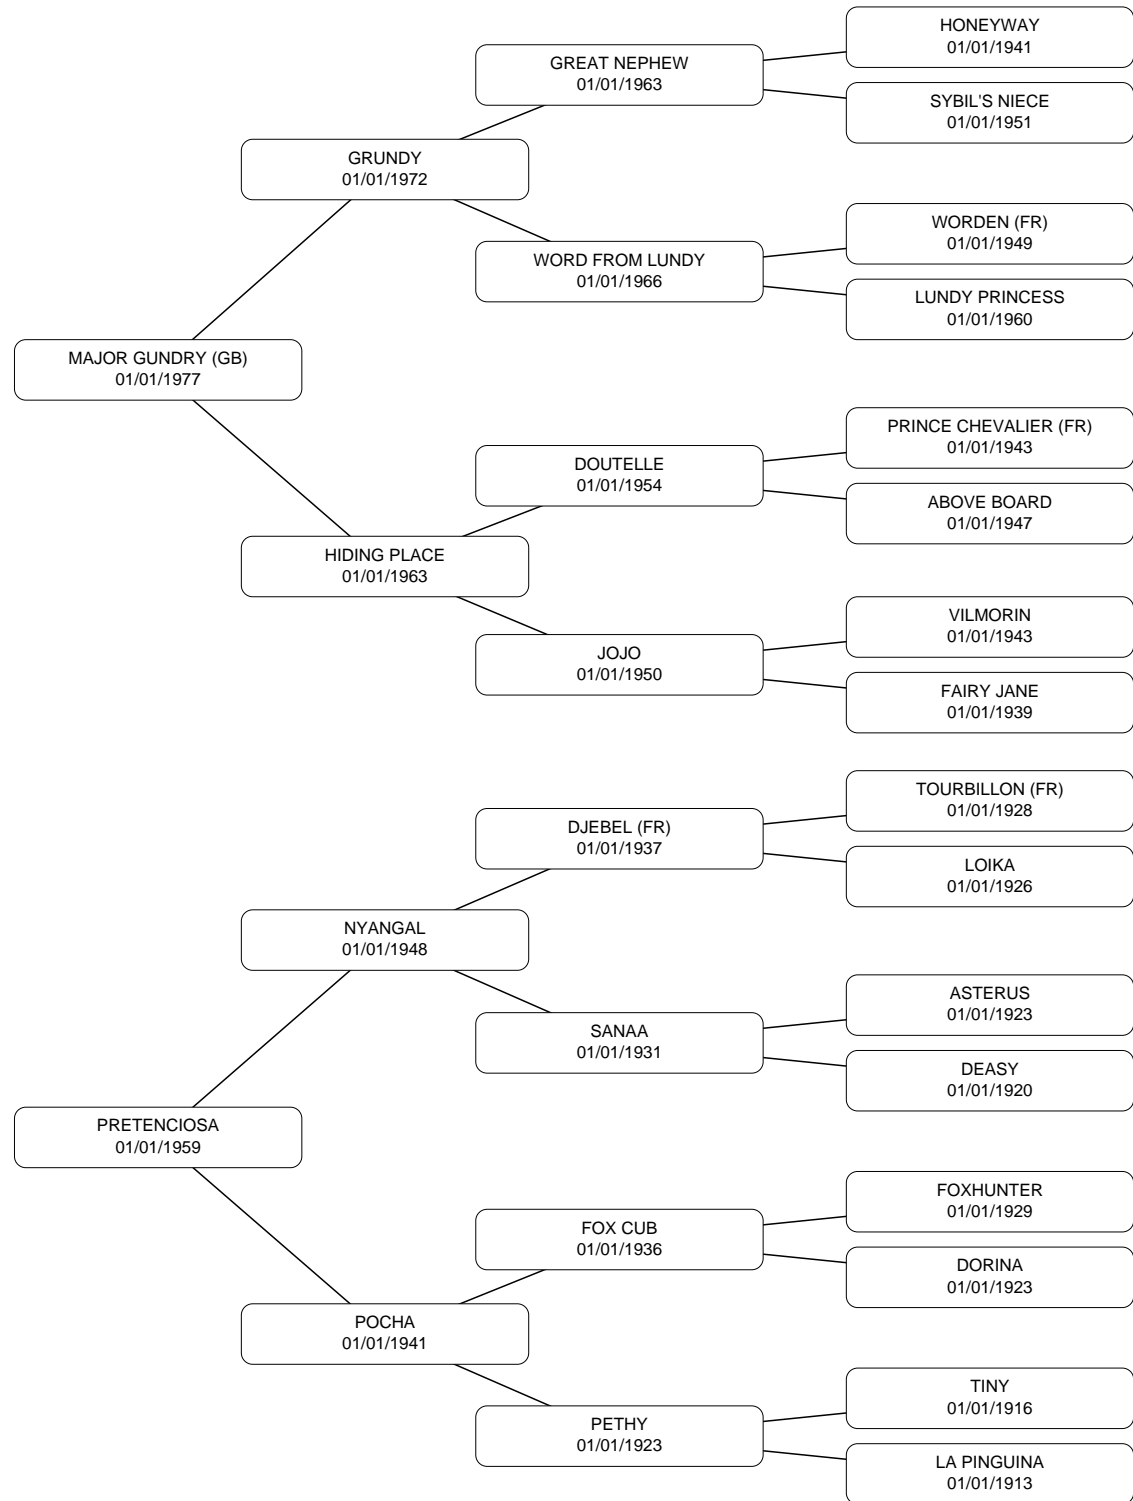 HONEYWAY
01/01/1941
GREAT NEPHEW
01/01/1963
SYBIL'S NIECE
01/01/1951
GRUNDY
01/01/1972
WORDEN (FR)
01/01/1949
WORD FROM LUNDY
01/01/1966
LUNDY PRINCESS
01/01/1960
MAJOR GUNDRY (GB)
01/01/1977
PRINCE CHEVALIER (FR)
01/01/1943
DOUTELLE
01/01/1954
ABOVE BOARD
01/01/1947
HIDING PLACE
01/01/1963
VILMORIN
01/01/1943
JOJO
01/01/1950
FAIRY JANE
01/01/1939
TOURBILLON (FR)
01/01/1928
DJEBEL (FR)
01/01/1937
LOIKA
01/01/1926
NYANGAL
01/01/1948
ASTERUS
01/01/1923
SANAA
01/01/1931
DEASY
01/01/1920
PRETENCIOSA
01/01/1959
FOXHUNTER
01/01/1929
FOX CUB
01/01/1936
DORINA
01/01/1923
POCHA
01/01/1941
TINY
01/01/1916
PETHY
01/01/1923
LA PINGUINA
01/01/1913